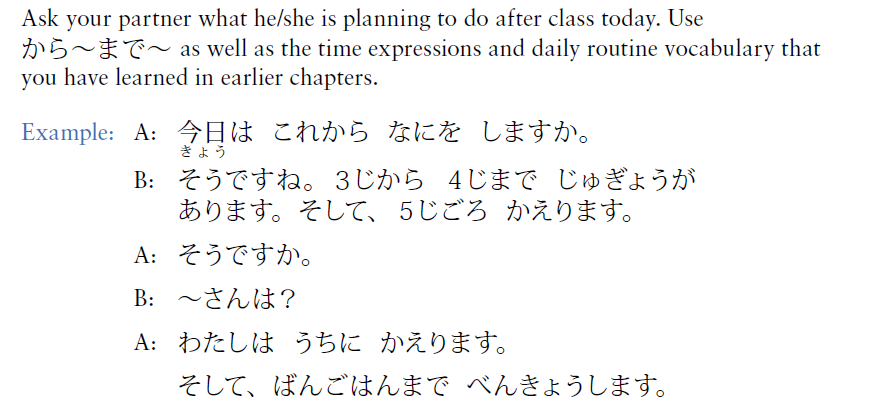 Ask your partner what he/she is planning to do after class today. Use
から〜まで〜 as well as the time expressions and daily routine vocabulary that
you have learned in earlier chapters.
Example: A: 今日は これから なにを しますか。
きょう
B: そうですね。 3じから 4じまで じゅぎょうが
あります。そして、 5じごろ かえります。
A: そうですか。
B: 〜さんは？
A: わたしは うちに かえります。
そして、ばんごはんまで べんきょうします。